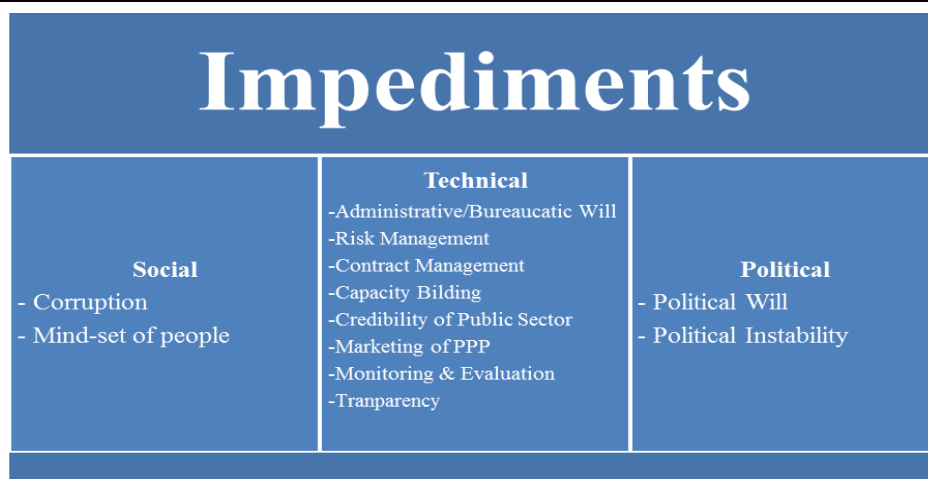 Impediments
Social
- Corruption
- Mind-set of people
Technical
-Administrative/Bureaucatic Will
-Risk Management
-Contract Management
-Capacity Bilding
-Credibility of Public Sector
-Marketing of PPP
-Monitoring & Evaluation
-Tranparency
Political
- Political Will
- Political Instability